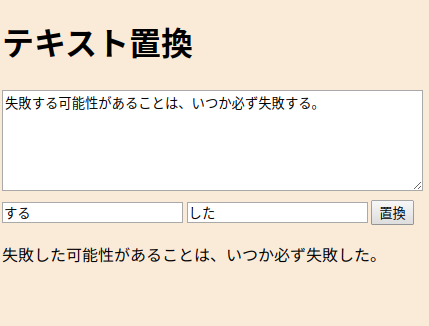 テキスト置換
失敗する可能性があることは、いつか必ず失敗する。
する
した
置換
失敗した可能性があることは、いつか必ず失敗した。